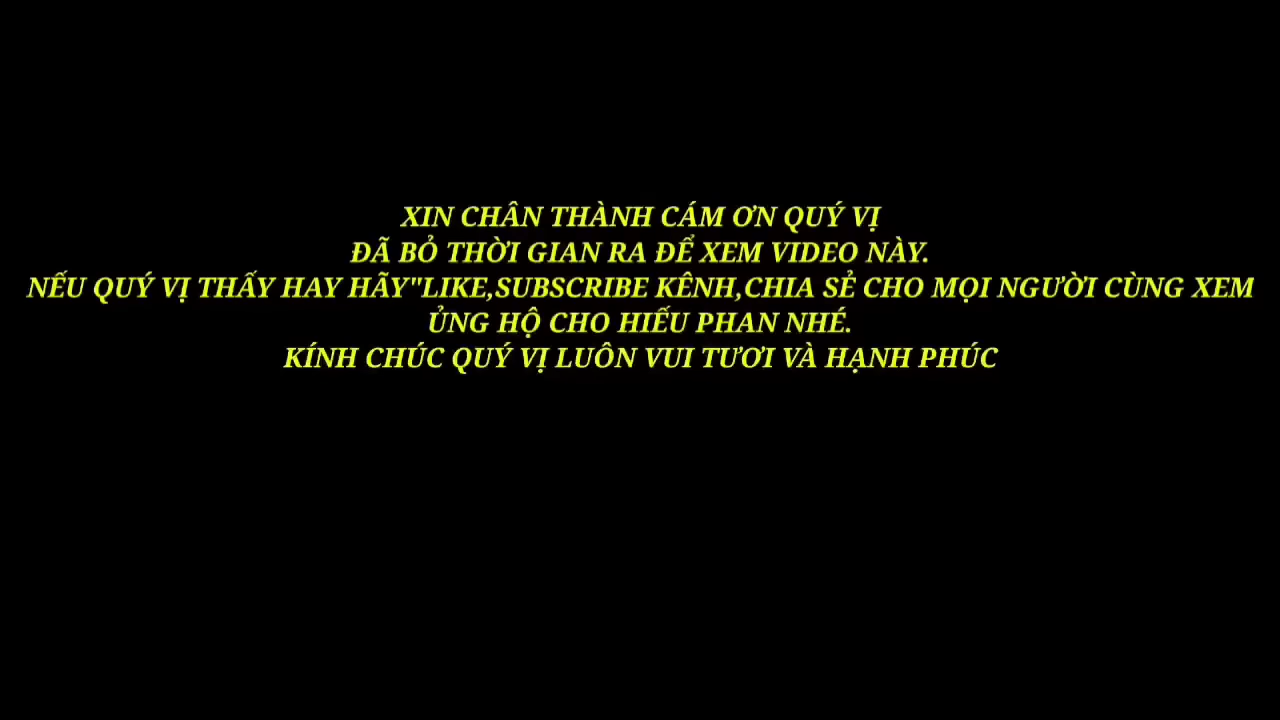 XIN CHÂN THÀNH CÁM ƠN QUÝ VỊ
ĐÃ BỎ THỜI GIAN RA ĐỂ XEM VIDEO NÀY.
NẾU QUÝ VỊ THẤY HAY HÃY"LIKE,SUBSCRIBE KÊNH,CHIA SẺ CHO MỌI NGƯỜI CÙNG XEM
ỦNG HỘ CHO HIẾU PHAN NHÉ.
KÍNH CHÚC QUÝ VỊ LUÔN VUI TƯƠI VÀ HẠNH PHÚC